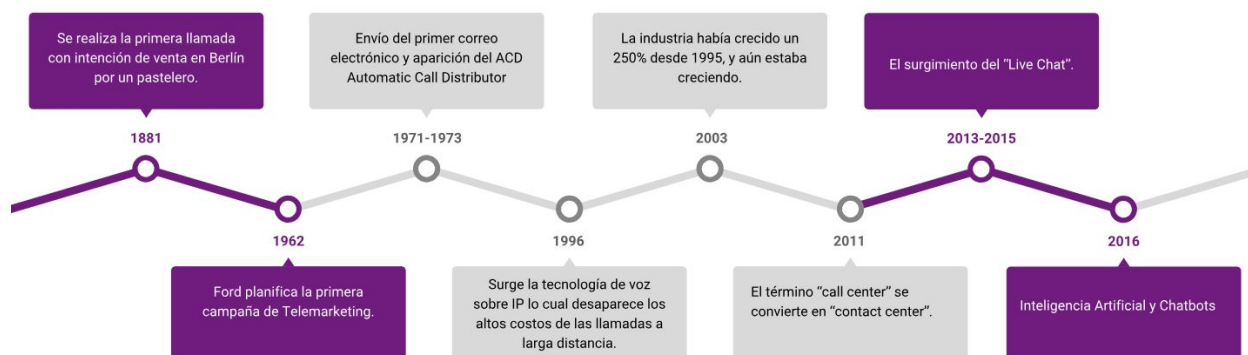 Se realiza la primera llamada
con intención de venta en Berlín
por un pastelero.
1881
Ford planifica la primera
campaña de Telemarketing.
1962
Envío del primer correo
electrónico y aparición del ACD
Automatic Call Distributor
1971-1973
1996
Surge la tecnología de voz
sobre IP lo cual desaparece los
altos costos de las llamadas a
larga distancia.
La industria había crecido un
250% desde 1995, y aún estaba
creciendo.
2003
2011
El término “call center” se
convierte en “contact center”.
El surgimiento del “Live Chat”.
2013-2015
2016
Inteligencia Artificial y Chatbots